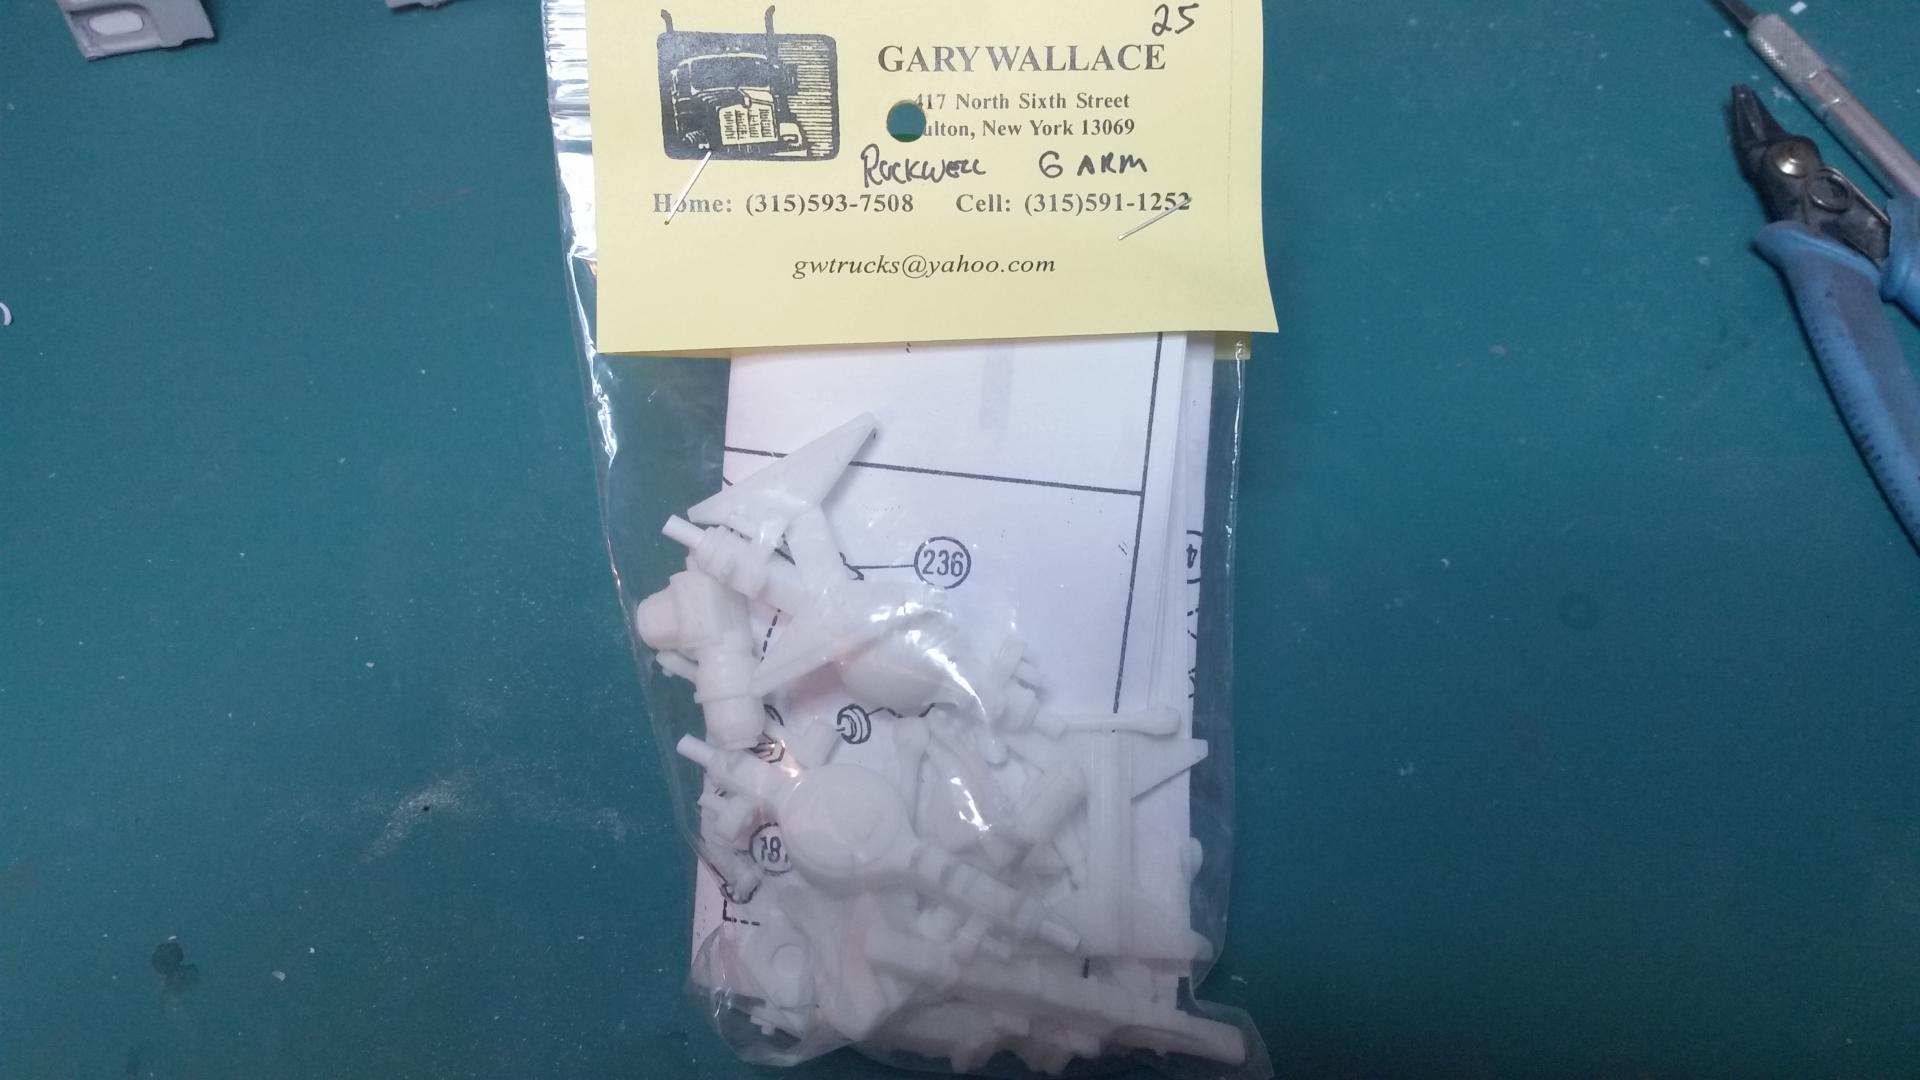 25
GARY WALLACE
417 North Sixth Street
ulton, New York 13069
ROCKWELL 6 ARM
Home: (315)593-7508 Cell: (315)591-1252
gwtrucks@yahoo.com
236